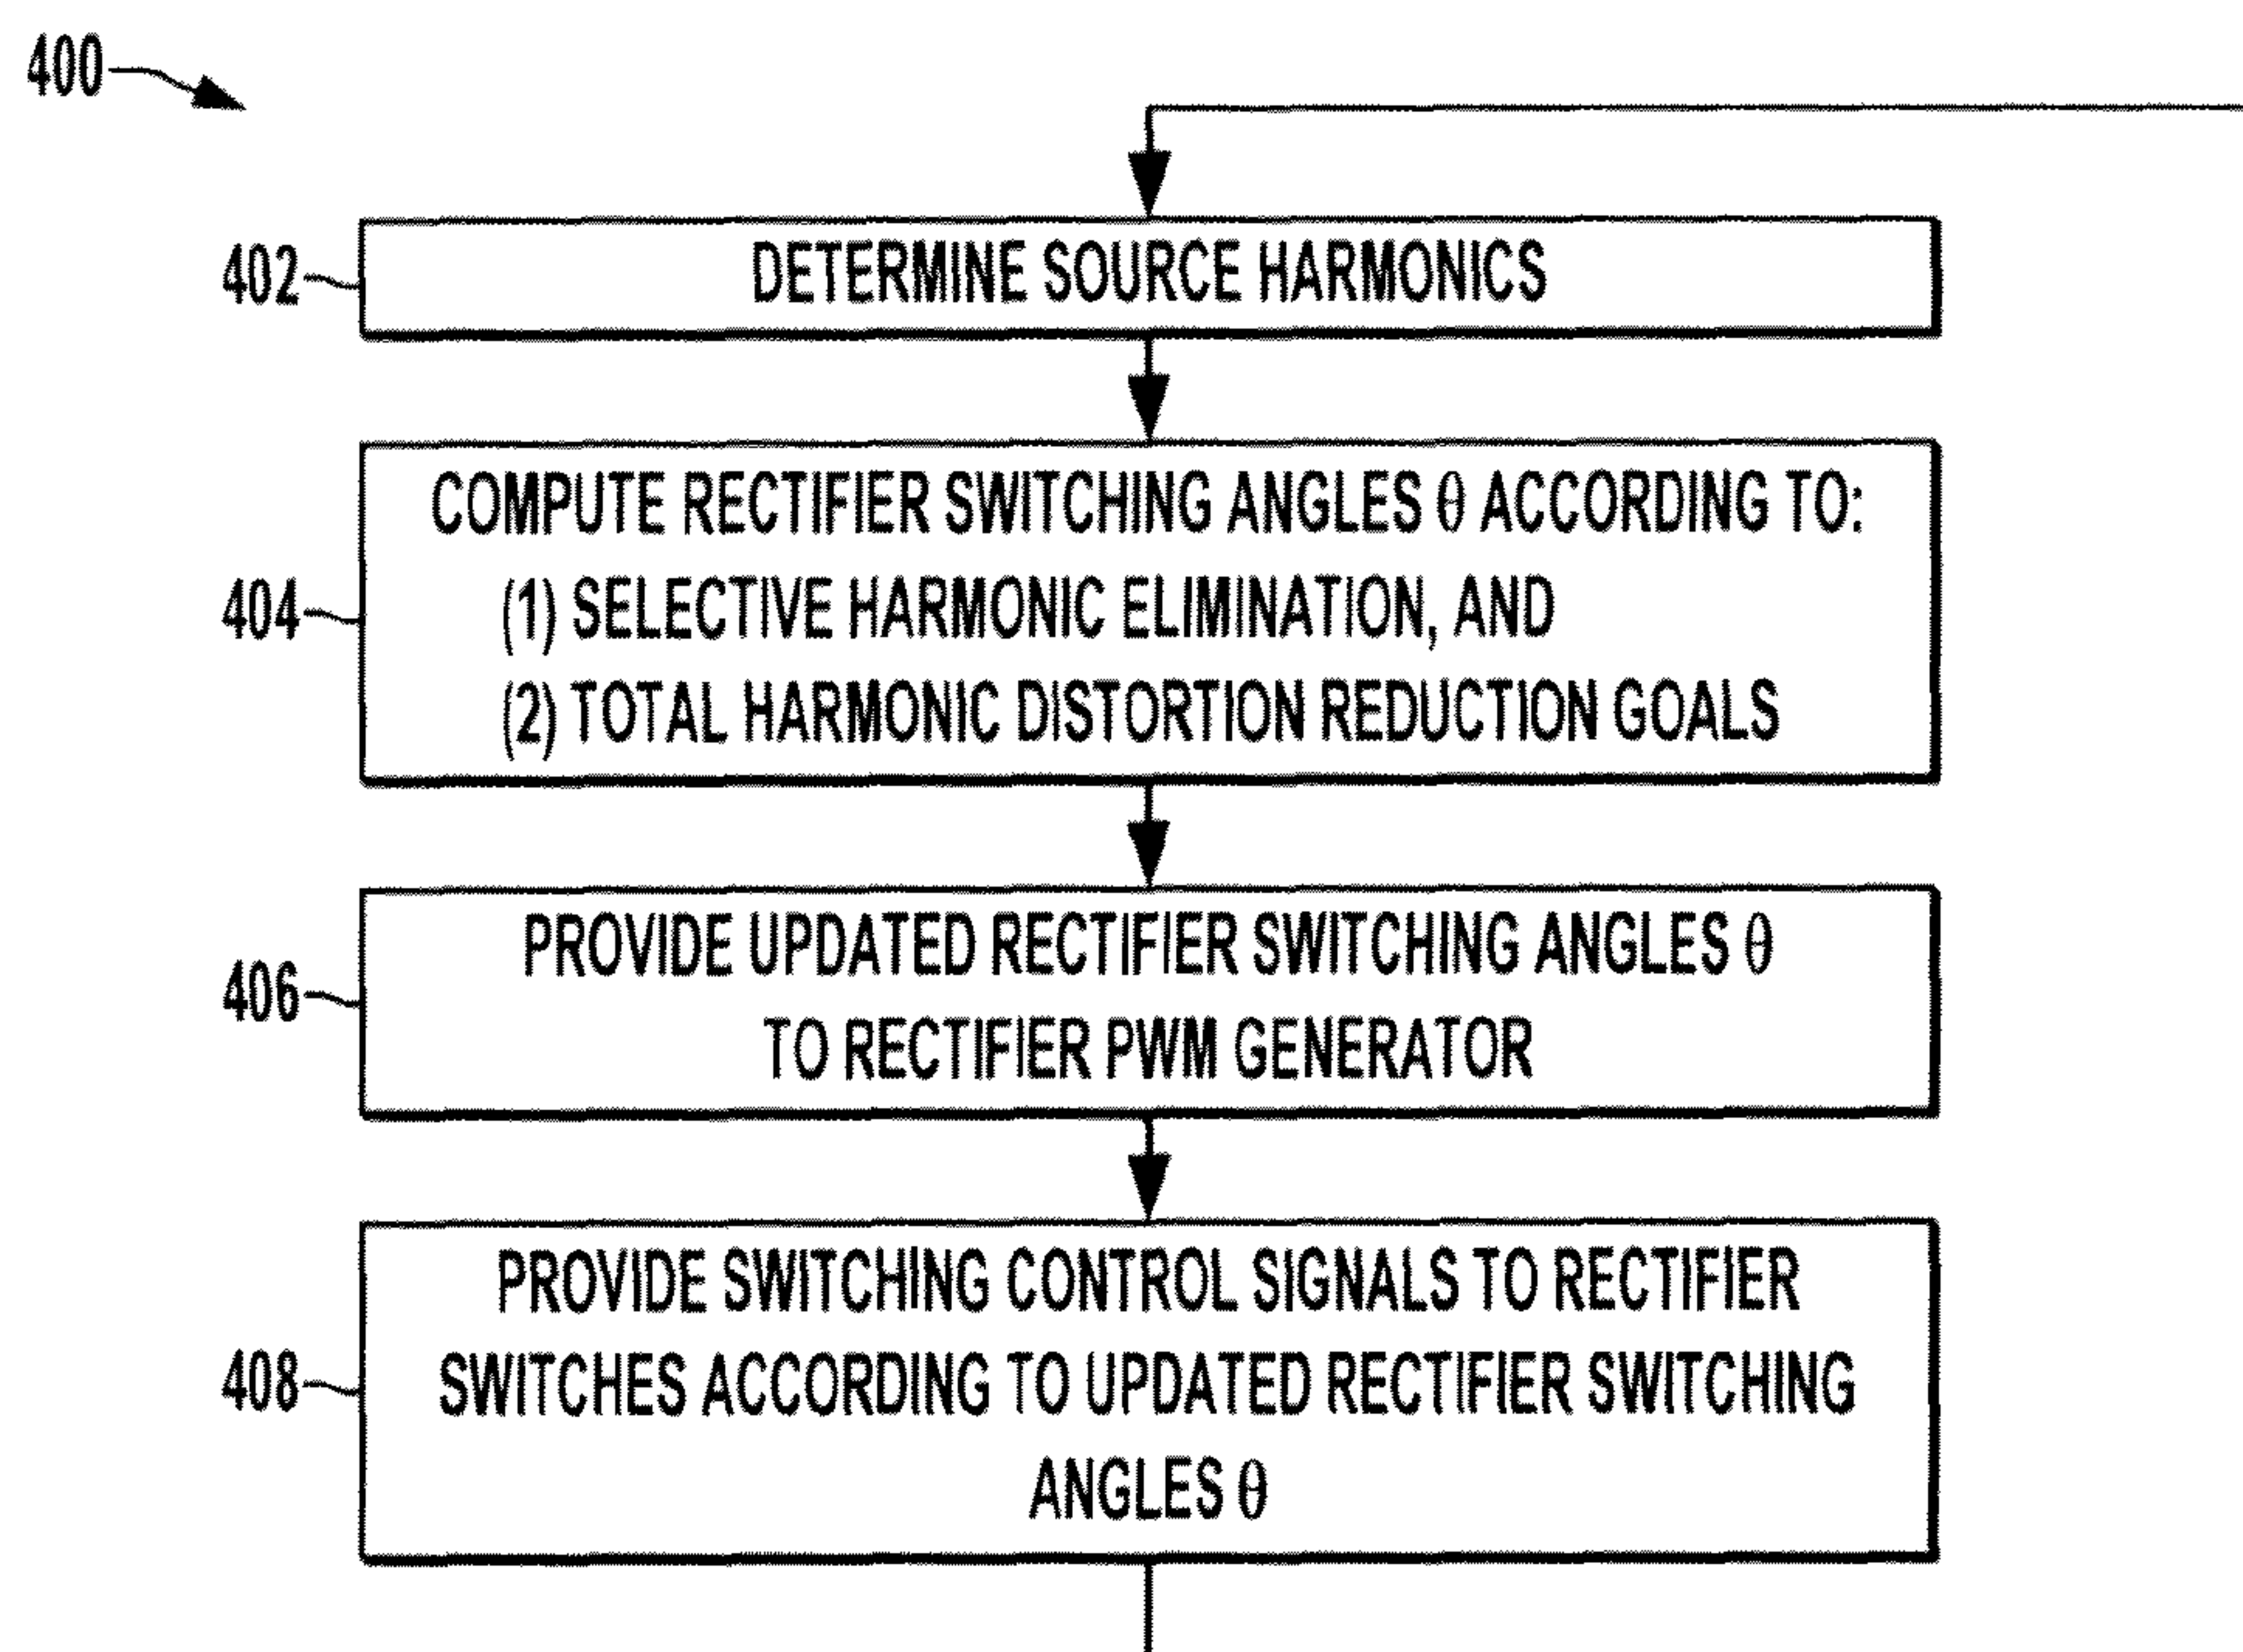 400
402
DETERMINE SOURCE HARMONICS
404
COMPUTE RECTIFIER SWITCHING ANGLES θ ACCORDING TO:
(1) SELECTIVE HARMONIC ELIMINATION, AND
(2) TOTAL HARMONIC DISTORTION REDUCTION GOALS
406
PROVIDE UPDATED RECTIFIER SWITCHING ANGLES θ
TO RECTIFIER PWM GENERATOR
408
PROVIDE SWITCHING CONTROL SIGNALS TO RECTIFIER
SWITCHES ACCORDING TO UPDATED RECTIFIER SWITCHING
ANGLES θ